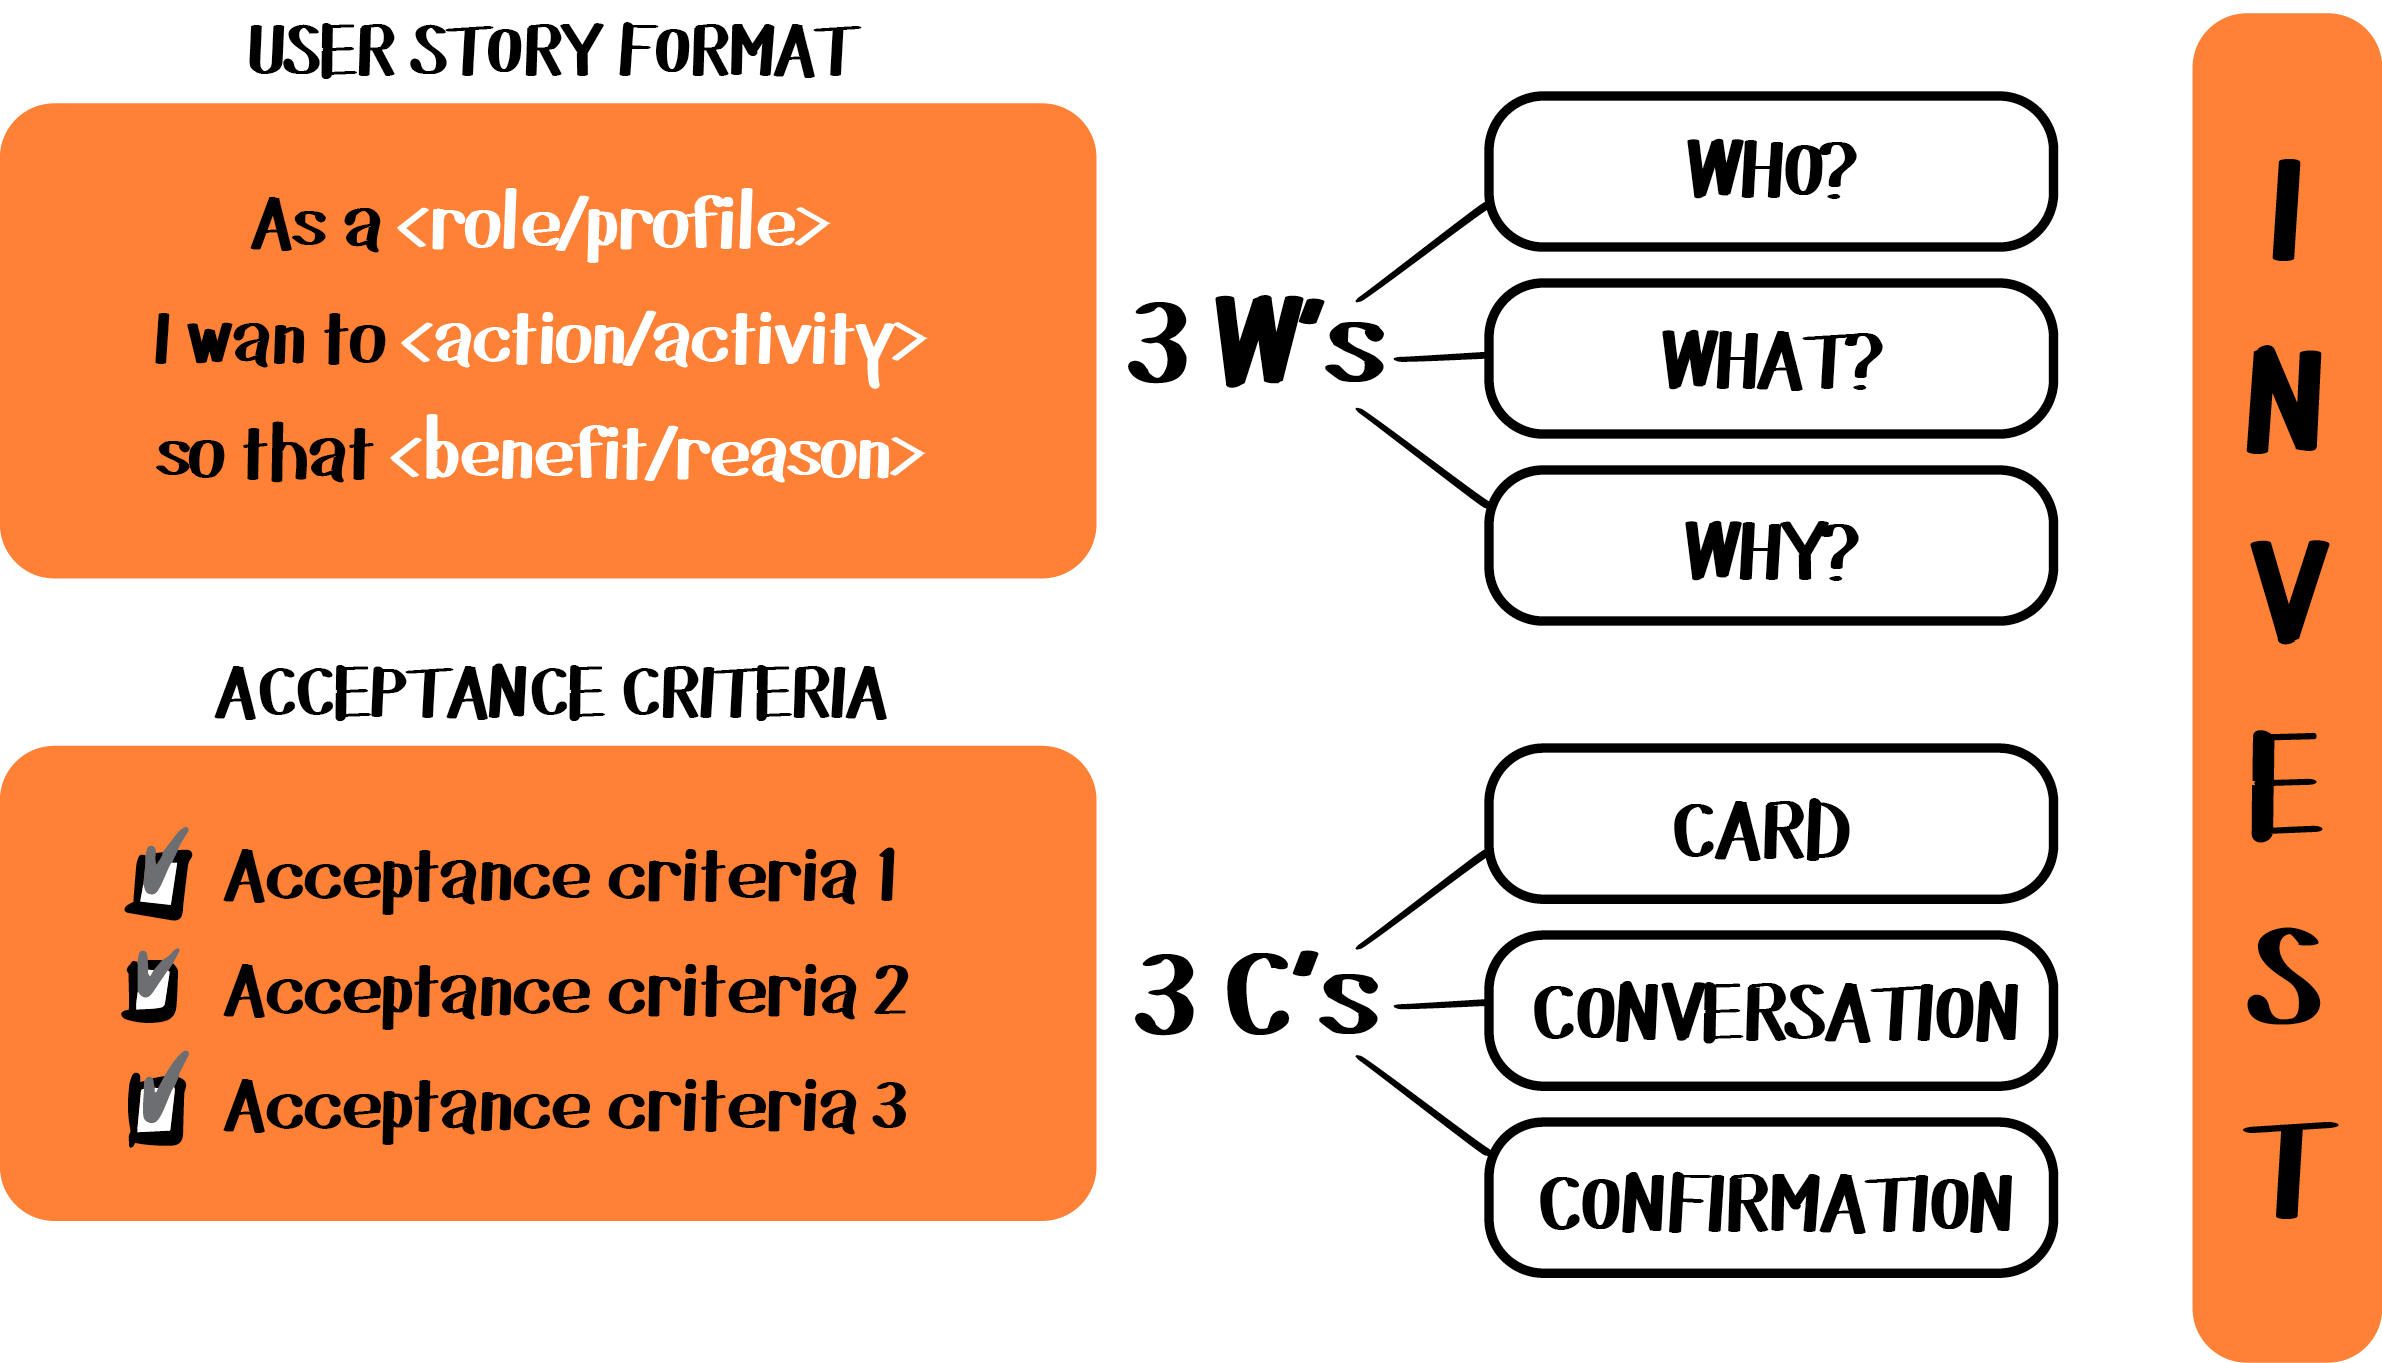 USER STORY FORMAT
As a <role/profile>
I wan to <action/activity>
so that <benefit/reason>
3 W's
WHO?
WHAT?
WHY?
ACCEPTANCE CRITERIA
Acceptance criteria 1
Acceptance criteria 2
Acceptance criteria 3
3 C's
CARD
CONVERSATION
CONFIRMATION
I
N
V
E
S
T